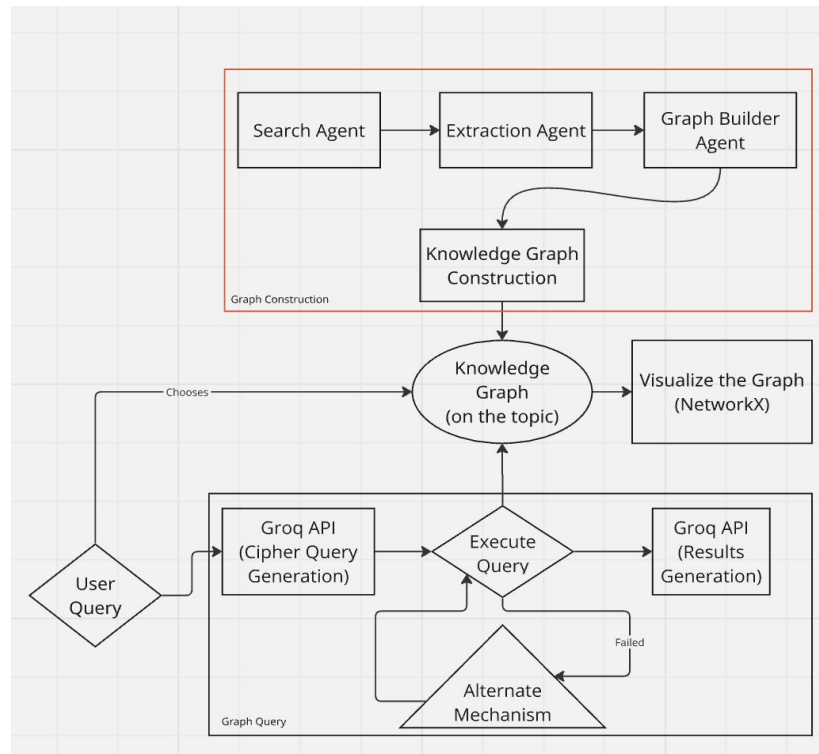 Search Agent
Extraction Agent
Graph Builder
Agent
Knowledge Graph
Construction
Graph Construction
Knowledge
Graph
(on the topic)
Visualize the Graph
(NetworkX)
Chooses
User
Query
Groq API
(Cipher Query
Generation)
Execute
Query
Groq API
(Results
Generation)
Failed
Alternate
Mechanism
Graph Query